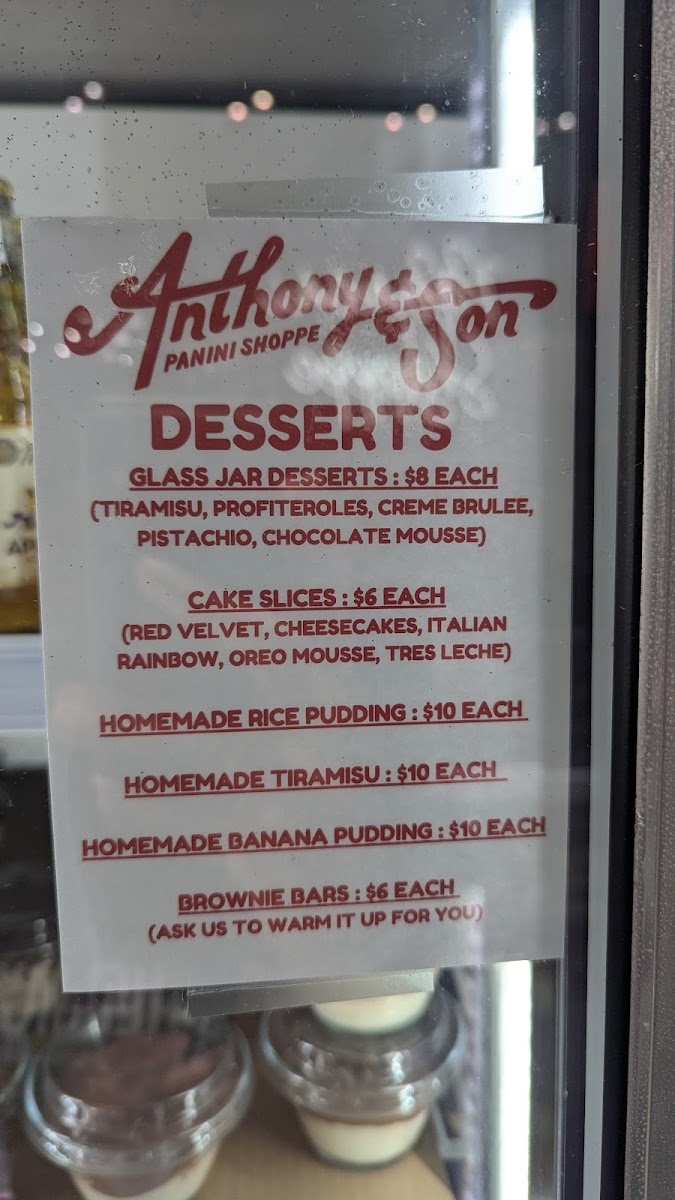 Anthony & Son
PANINI SHOPPE
DESSERTS
GLASS JAR DESSERTS : $8 EACH
(TIRAMISU, PROFITEROLES, CREME BRULEE,
PISTACHIO, CHOCOLATE MOUSSE)
CAKE SLICES : $6 EACH
(RED VELVET, CHEESECAKES, ITALIAN
RAINBOW, OREO MOUSSE, TRES LECHE)
HOMEMADE RICE PUDDING : $10 EACH
HOMEMADE TIRAMISU : $10 EACH
HOMEMADE BANANA PUDDING : $10 EACH
BROWNIE BARS : $6 EACH
(ASK US TO WARM IT UP FOR YOU)